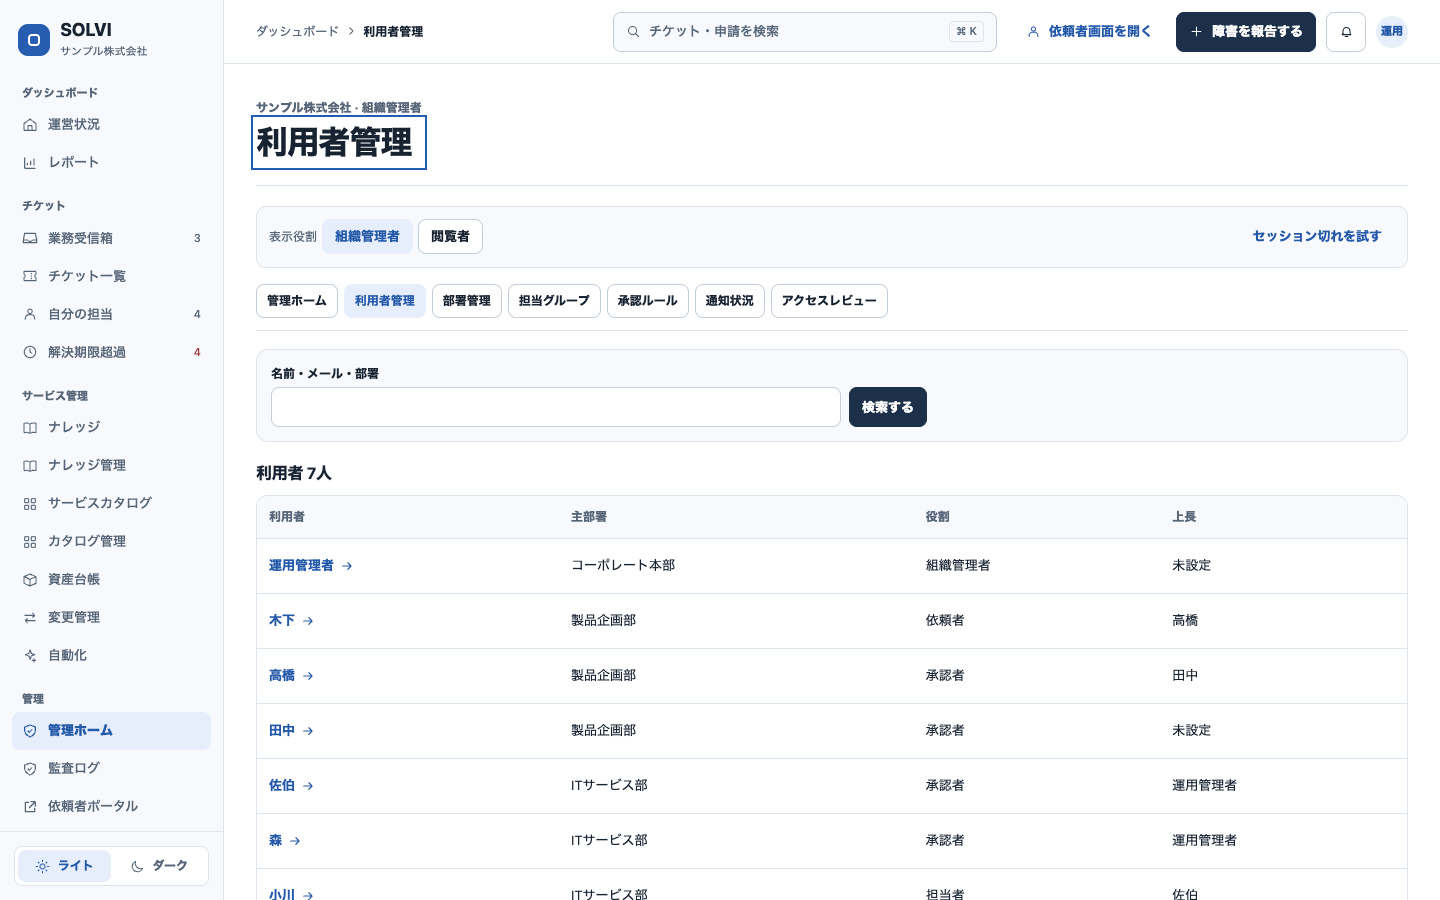 SOLVI
サンプル株式会社
ダッシュボード
運営状況
レポート
チケット
業務受信箱 3
チケット一覧
自分の担当 4
解決期限超過 4
サービス管理
ナレッジ
ナレッジ管理
サービスカタログ
カタログ管理
資産台帳
変更管理
自動化
管理
管理ホーム
監査ログ
依頼者ポータル
ライト ダーク
ダッシュボード > 利用者管理
チケット・申請を検索 ⌘ K
依頼者画面を開く
+ 障害を報告する
運用
サンプル株式会社 · 組織管理者
利用者管理
表示役割 組織管理者 閲覧者 セッション切れを試す
管理ホーム 利用者管理 部署管理 担当グループ 承認ルール 通知状況 アクセスレビュー
名前・メール・部署
検索する
利用者 7人
利用者 主部署 役割 上長
運用管理者 → コーポレート本部 組織管理者 未設定
木下 → 製品企画部 依頼者 高橋
高橋 → 製品企画部 承認者 田中
田中 → 製品企画部 承認者 未設定
佐伯 → ITサービス部 承認者 運用管理者
森 → ITサービス部 承認者 運用管理者
小川 → ITサービス部 担当者 佐伯